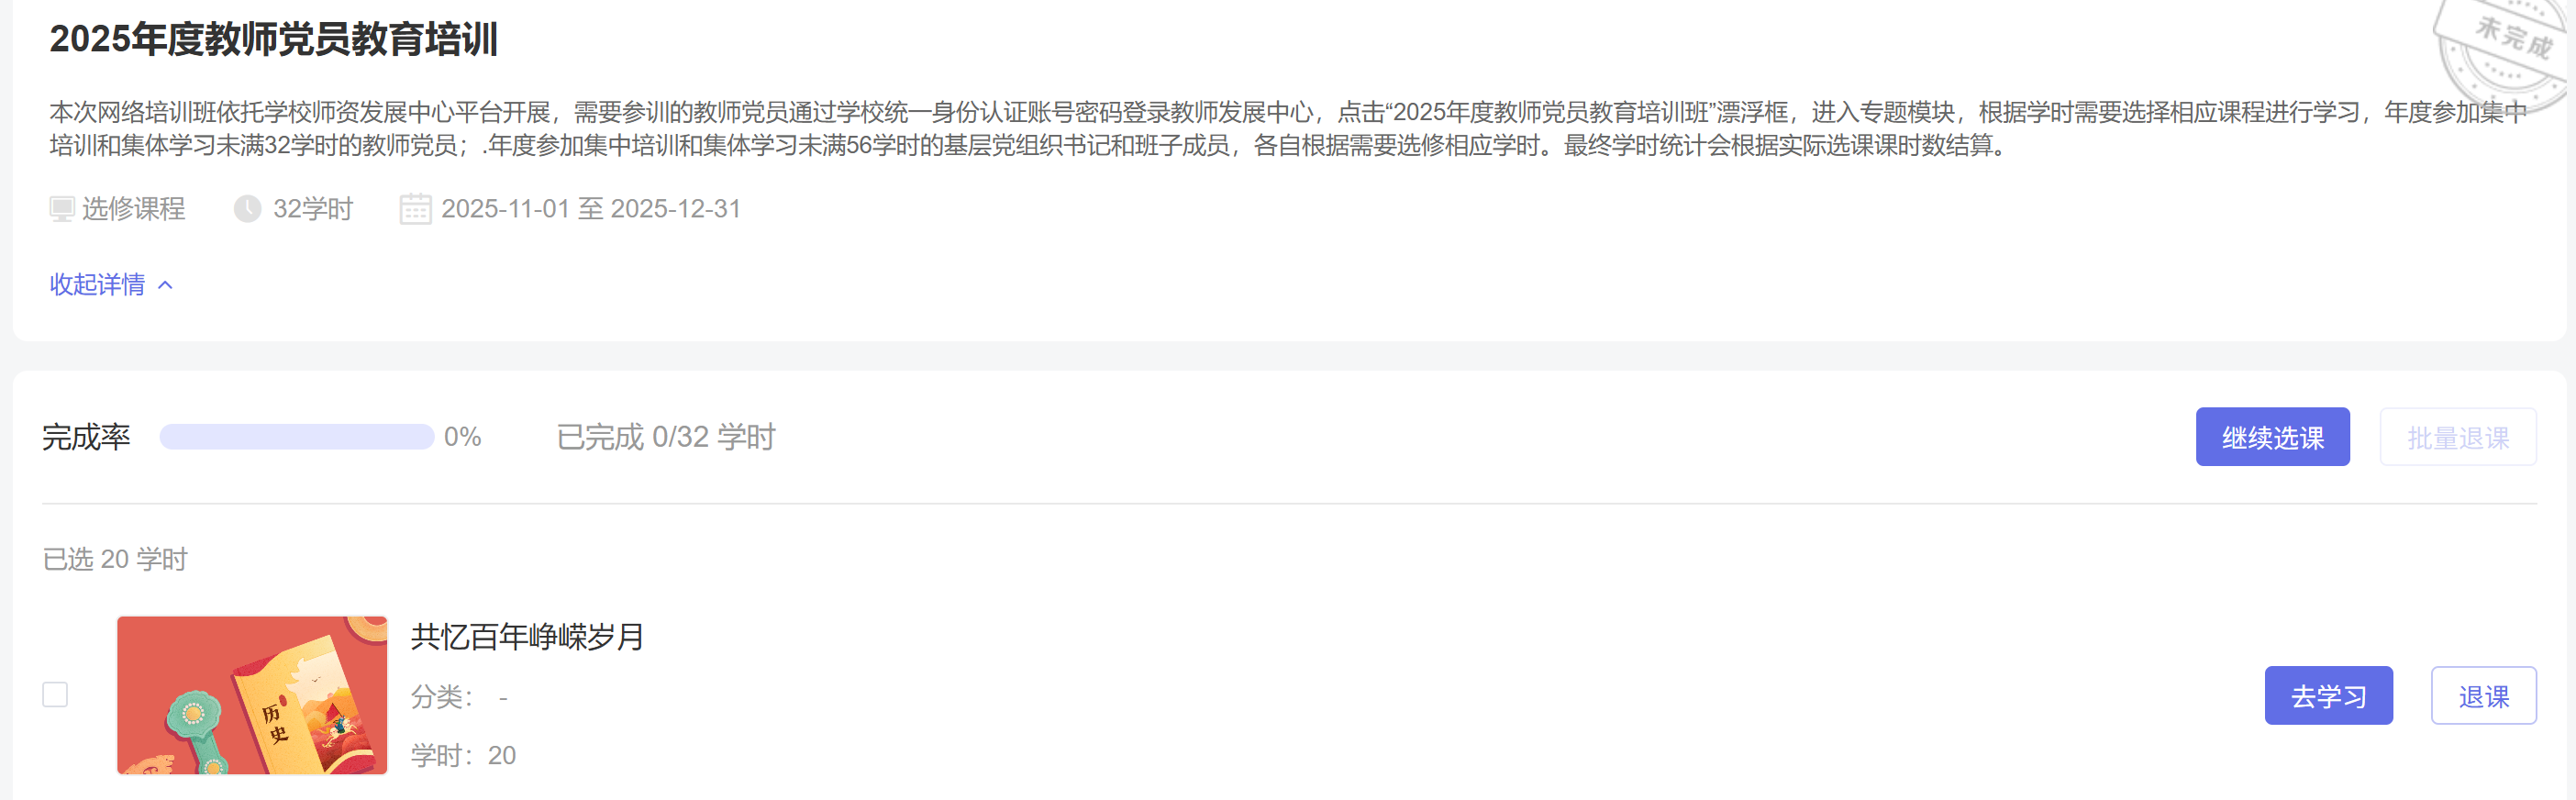 2025年度教师党员教育培训
未完成
本次网络培训班依托学校师资发展中心平台开展，需要参训的教师党员通过学校统一身份认证账号密码登录教师发展中心，点击“2025年度教师党员教育培训班”漂浮框，进入专题模块，根据学时需要选择相应课程进行学习，年度参加集中
培训和集体学习未满32学时的教师党员；.年度参加集中培训和集体学习未满56学时的基层党组织书记和班子成员，各自根据需要选修相应学时。最终学时统计会根据实际选课课时数结算。
选修课程 32学时 2025-11-01 至 2025-12-31
收起详情
完成率 0% 已完成 0/32 学时 继续选课 批量退课
已选 20 学时
历史
共忆百年峥嵘岁月
分类： -
学时：20
去学习 退课